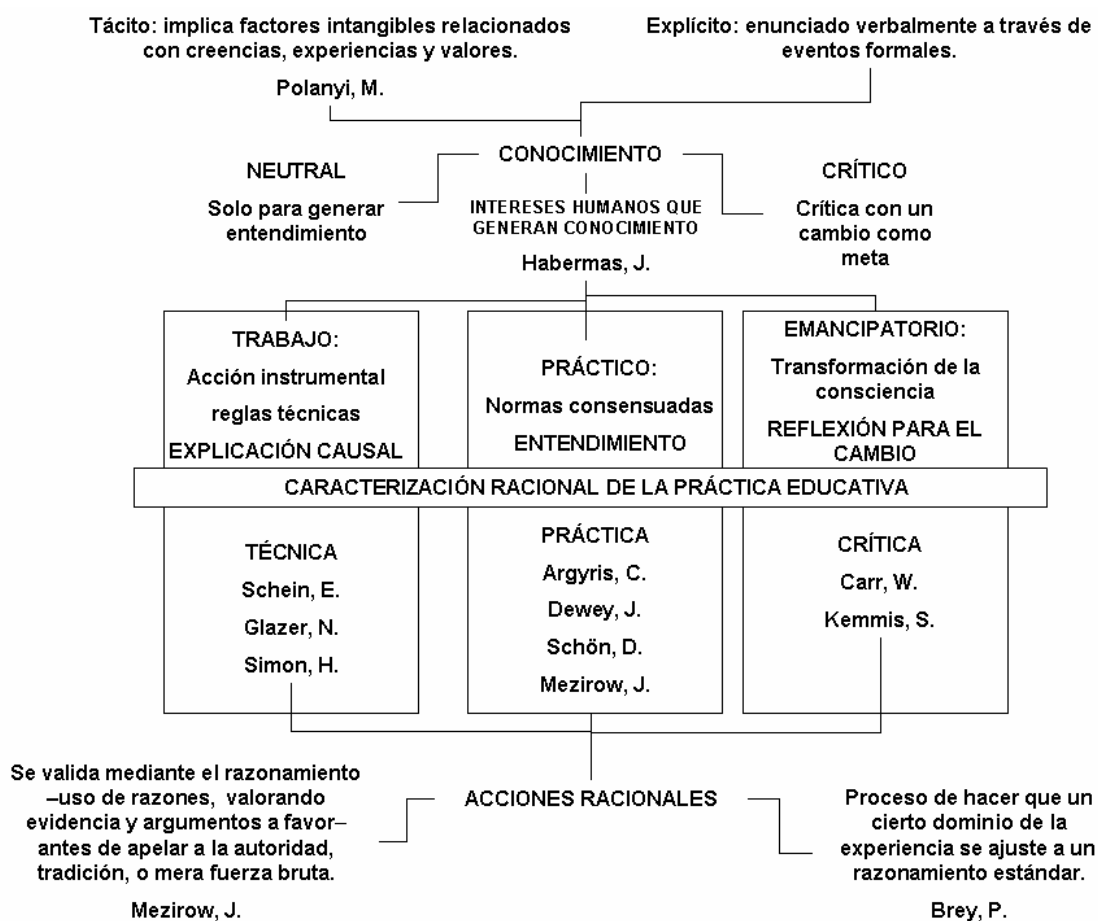 Tácito: implica factores intangibles relacionados
con creencias, experiencias y valores.
Polanyi, M.
Explícito: enunciado verbalmente a través de
eventos formales.
CONOCIMIENTO
NEUTRAL
Solo para generar
entendimiento
INTERESES HUMANOS QUE
GENERAN CONOCIMIENTO
Habermas, J.
CRÍTICO
Crítica con un
cambio como
meta
TRABAJO:
Acción instrumental
reglas técnicas
EXPLICACIÓN CAUSAL
PRÁCTICO:
Normas consensuadas
ENTENDIMIENTO
EMANCIPATORIO:
Transformación de la
consciencia
REFLEXIÓN PARA EL
CAMBIO
CARACTERIZACIÓN RACIONAL DE LA PRÁCTICA EDUCATIVA
TÉCNICA
Schein, E.
Glazer, N.
Simon, H.
PRÁCTICA
Argyris, C.
Dewey, J.
Schön, D.
Mezirow, J.
CRÍTICA
Carr, W.
Kemmis, S.
Se valida mediante el razonamiento
–uso de razones, valorando
evidencia y argumentos a favor–
antes de apelar a la autoridad,
tradición, o mera fuerza bruta.
Mezirow, J.
ACCIONES RACIONALES
Proceso de hacer que un
cierto dominio de la
experiencia se ajuste a un
razonamiento estándar.
Brey, P.